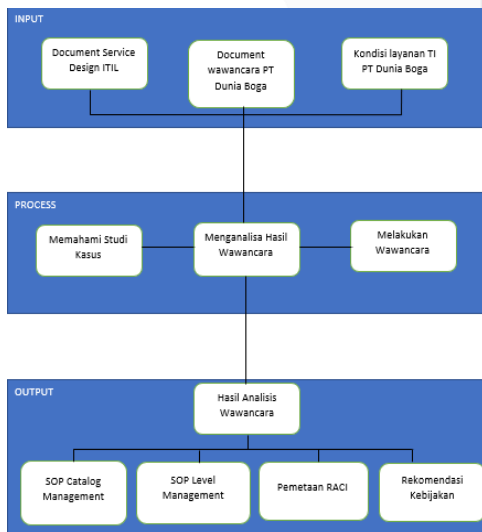 INPUT
Document Service
Design ITIL
Document
wawancara PT
Dunia Boga
Kondisi layanan TI
PT Dunia Boga
PROCESS
Memahami Studi
Kasus
Menganalisa Hasil
Wawancara
Melakukan
Wawancara
OUTPUT
Hasil Analisis
Wawancara
SOP Catalog
Management
SOP Level
Management
Pemetaan RACI
Rekomendasi
Kebijakan